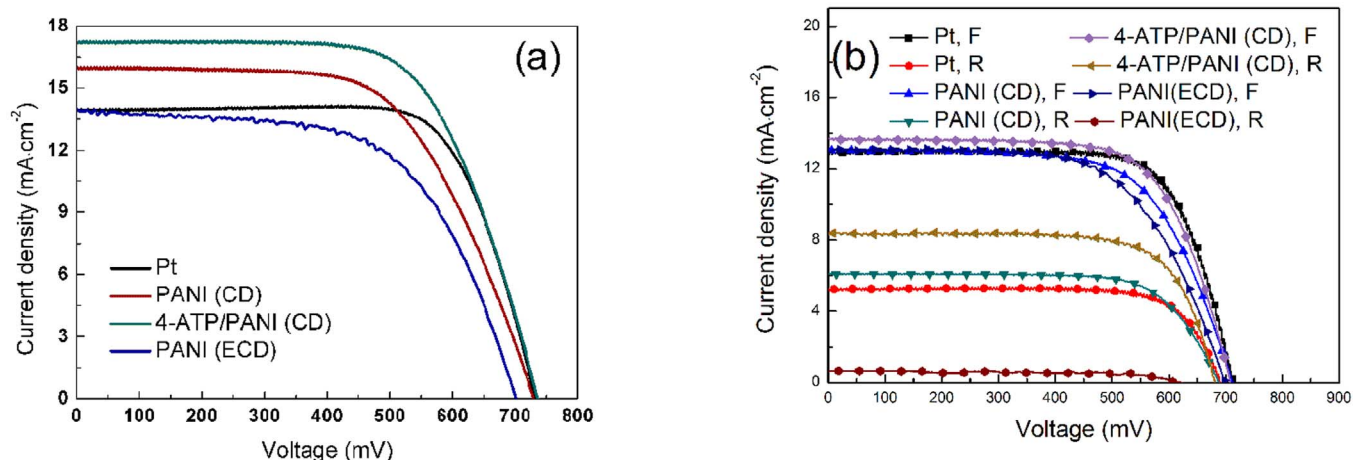 (a)
Current density (mA·cm⁻²)
18
15
12
9
6
3
0
Pt
PANI (CD)
4-ATP/PANI (CD)
PANI (ECD)
0 100 200 300 400 500 600 700 800
Voltage (mV)
(b)
Current density (mA·cm⁻²)
20
16
12
8
4
0
Pt, F
Pt, R
PANI (CD), F
PANI (CD), R
4-ATP/PANI (CD), F
4-ATP/PANI (CD), R
PANI(ECD), F
PANI(ECD), R
0 100 200 300 400 500 600 700 800 900
Voltage (mV)